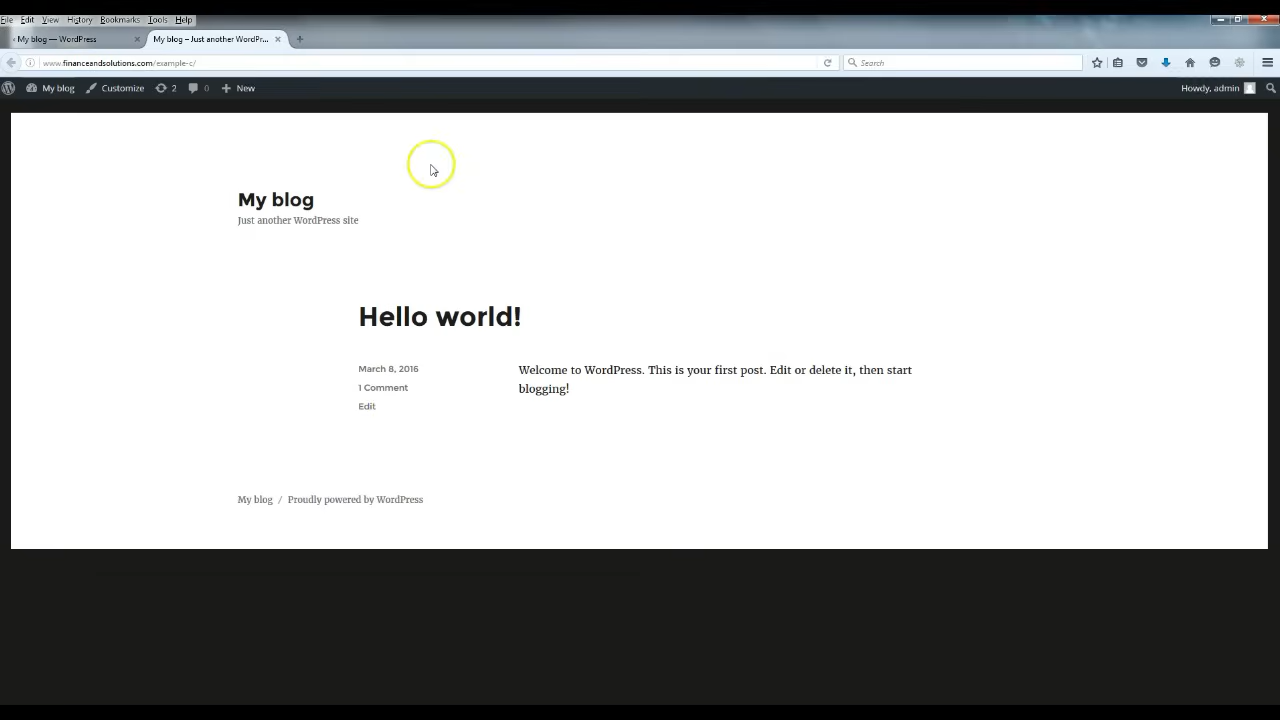 File Edit View History Bookmarks Tools Help
‹ My blog — WordPress × My blog – Just another WordPr... × +
www.financeandsolutions.com/example-c/ Search
My blog Customize 2 0 + New Howdy, admin
My blog
Just another WordPress site
Hello world!
March 8, 2016
1 Comment
Edit
Welcome to WordPress. This is your first post. Edit or delete it, then start
blogging!
My blog / Proudly powered by WordPress